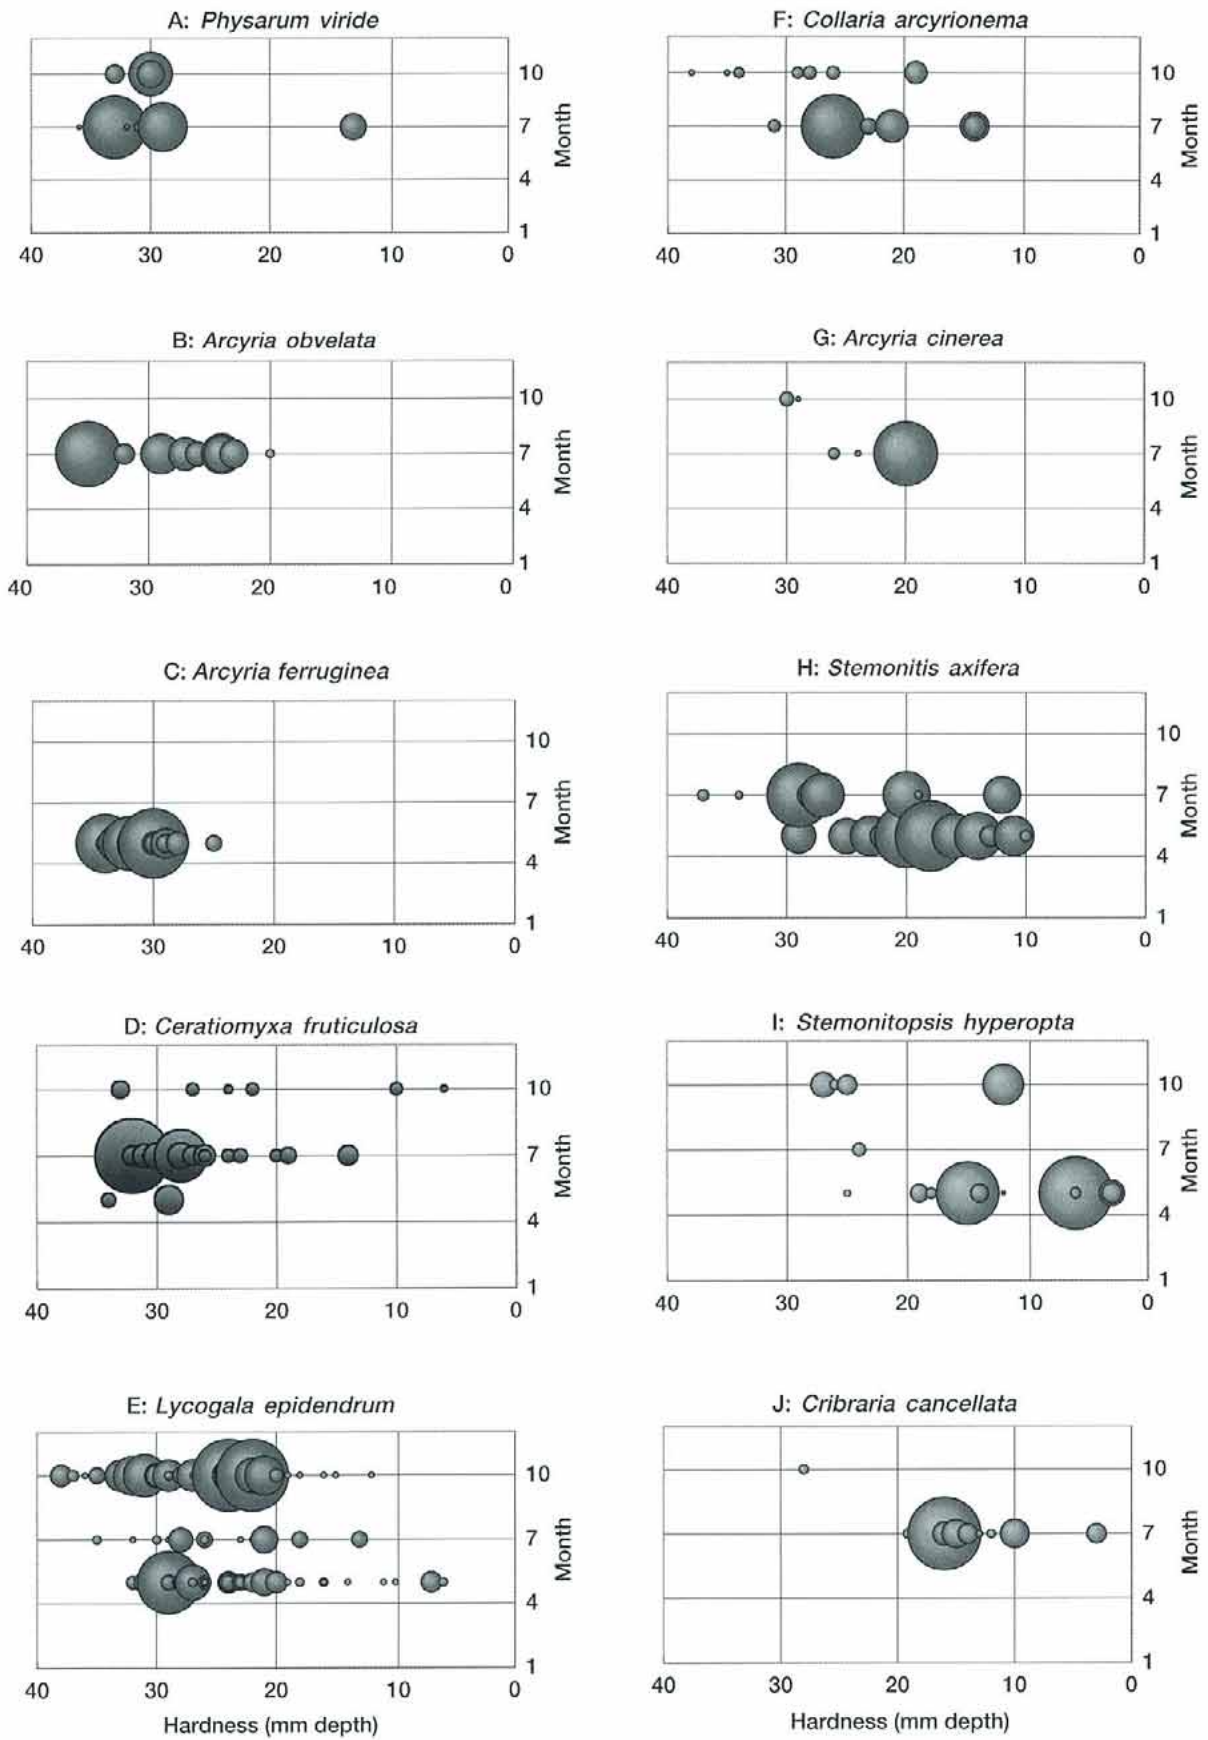 A: Physarum viride
10
7
4
1
Month
40 30 20 10 0
B: Arcyria obvelata
10
7
4
1
Month
40 30 20 10 0
C: Arcyria ferruginea
10
7
4
1
Month
40 30 20 10 0
D: Ceratiomyxa fruticulosa
10
7
4
1
Month
40 30 20 10 0
E: Lycogala epidendrum
10
7
4
1
Month
40 30 20 10 0
Hardness (mm depth)
F: Collaria arcyrionema
10
7
4
1
Month
40 30 20 10 0
G: Arcyria cinerea
10
7
4
1
Month
40 30 20 10 0
H: Stemonitis axifera
10
7
4
1
Month
40 30 20 10 0
I: Stemonitopsis hyperopta
10
7
4
1
Month
40 30 20 10 0
J: Cribraria cancellata
10
7
4
1
Month
40 30 20 10 0
Hardness (mm depth)